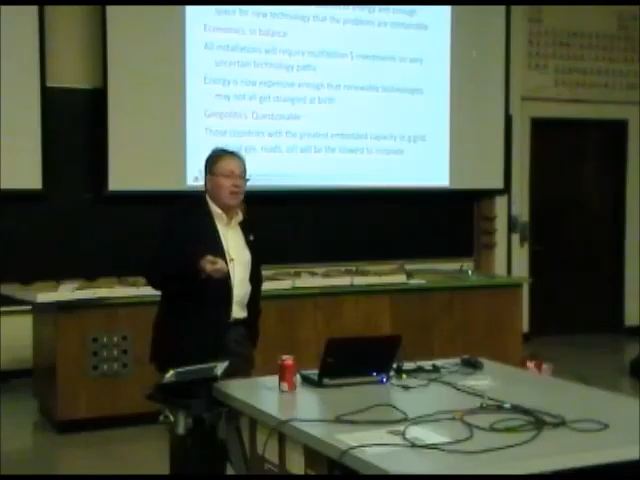 space for new technology that the problems are
Economics: in balance
All installations will require multibillion $ investments on very
uncertain technology paths
Energy is now expensive enough that renewable technologies
may not all get strangled at birth
Geopolitics: Questionable
Those countries with the greatest embedded capacity (e.g. grid,
roads, oil) will be the slowest to innovate